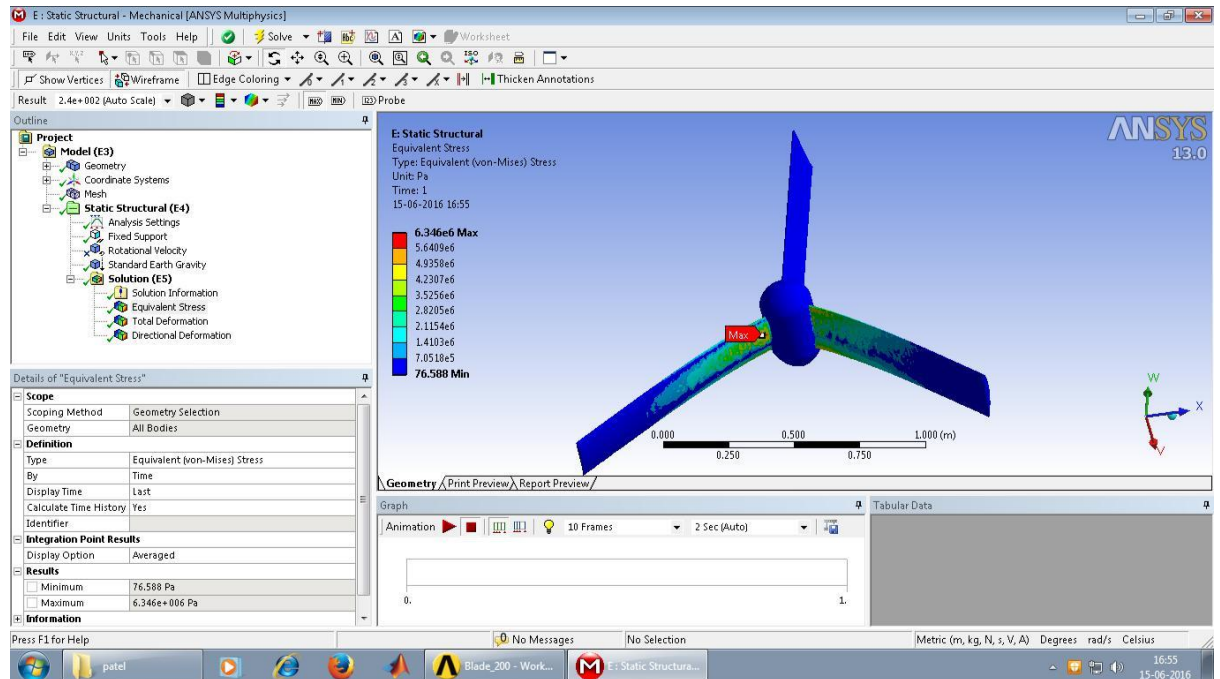 E : Static Structural - Mechanical [ANSYS Multiphysics]
File Edit View Units Tools Help Solve Worksheet
Show Vertices Wireframe Edge Coloring Thicken Annotations
Result 2.4e+002 (Auto Scale) Probe
Outline
Project
Model (E3)
Geometry
Coordinate Systems
Mesh
Static Structural (E4)
Analysis Settings
Fixed Support
Rotational Velocity
Standard Earth Gravity
Solution (E5)
Solution Information
Equivalent Stress
Total Deformation
Directional Deformation
Details of "Equivalent Stress"
Scope
Scoping Method Geometry Selection
Geometry All Bodies
Definition
Type Equivalent (von-Mises) Stress
By Time
Display Time Last
Calculate Time History Yes
Identifier
Integration Point Results
Display Option Averaged
Results
Minimum 76.588 Pa
Maximum 6.346e+006 Pa
Information
E: Static Structural
Equivalent Stress
Type: Equivalent (von-Mises) Stress
Unit: Pa
Time: 1
15-06-2016 16:55
6.346e6 Max
5.6409e6
4.9358e6
4.2307e6
3.5256e6
2.8205e6
2.1154e6
1.4103e6
7.0518e5
76.588 Min
ANSYS
13.0
Max
W
X
V
0.000 0.500 1.000 (m)
0.250 0.750
Geometry Print Preview Report Preview
Graph
Animation 10 Frames 2 Sec (Auto)
0. 1.
Tabular Data
Press F1 for Help 0 No Messages No Selection Metric (m, kg, N, s, V, A) Degrees rad/s Celsius
patel Blade_200 - Work... E : Static Structura... 16:55
15-06-2016